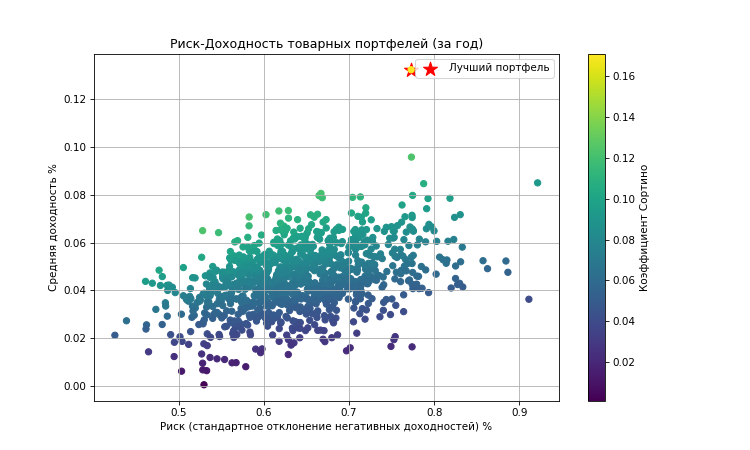 Риск-Доходность товарных портфелей (за год)
Лучший портфель
Средняя доходность %
0.12
0.10
0.08
0.06
0.04
0.02
0.00
0.5 0.6 0.7 0.8 0.9
Риск (стандартное отклонение негативных доходностей) %
0.16
0.14
0.12
0.10
0.08
0.06
0.04
0.02
Коэффициент Сортино